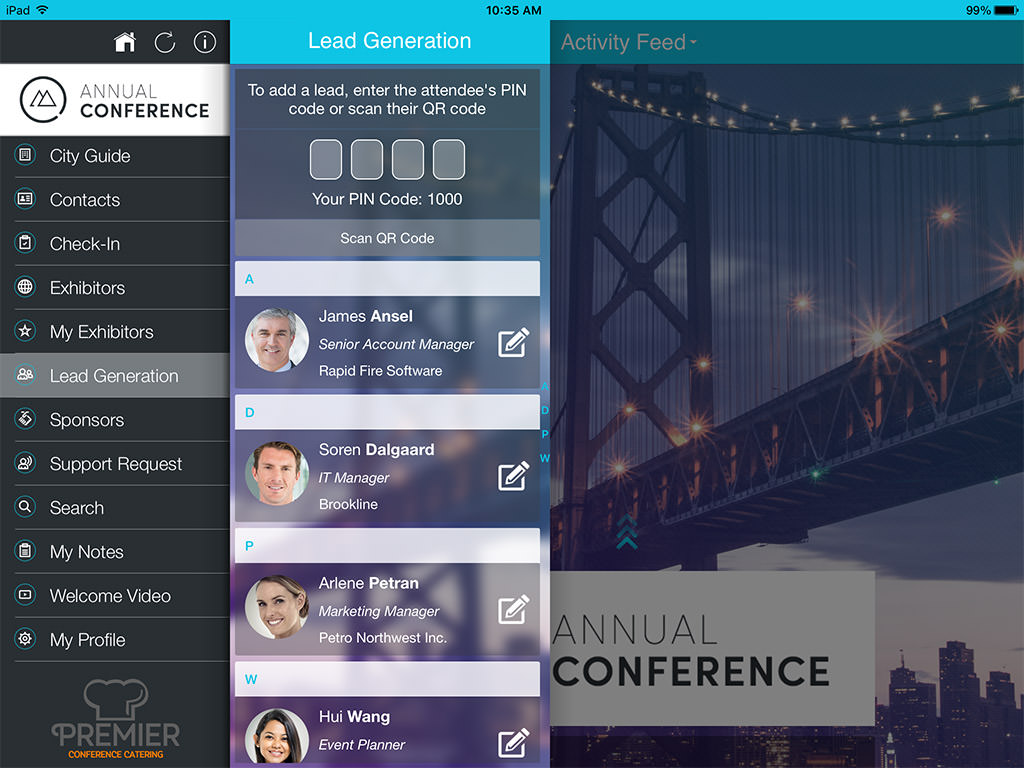 iPad
10:35 AM
99%
ANNUAL
CONFERENCE
City Guide
Contacts
Check-In
Exhibitors
My Exhibitors
Lead Generation
Sponsors
Support Request
Search
My Notes
Welcome Video
My Profile
PREMIER
CONFERENCE CATERING
Lead Generation
To add a lead, enter the attendee's PIN
code or scan their QR code
Your PIN Code: 1000
Scan QR Code
A
James Ansel
Senior Account Manager
Rapid Fire Software
D
Soren Dalgaard
IT Manager
Brookline
P
Arlene Petran
Marketing Manager
Petro Northwest Inc.
W
Hui Wang
Event Planner
A
D
P
W
Activity Feed
ANNUAL
CONFERENCE